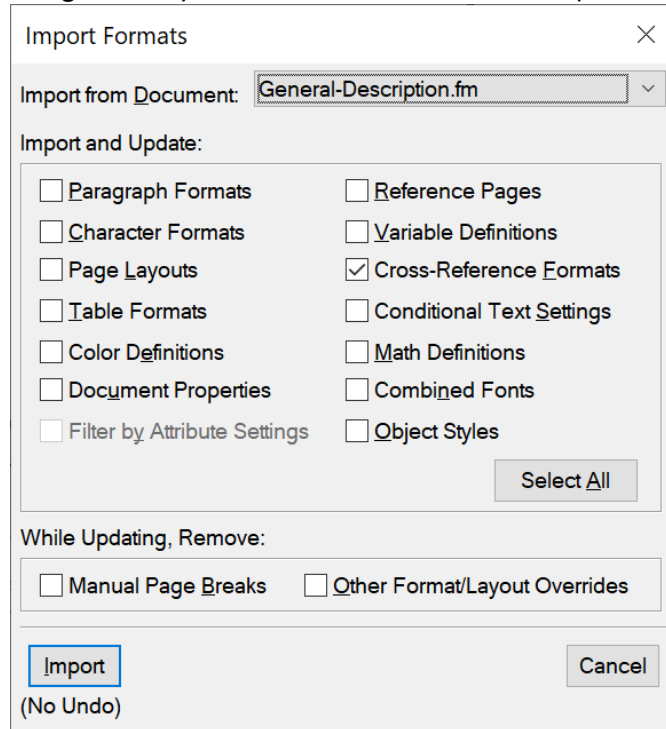 Import Formats
Import from Document: General-Description.fm
Import and Update:
Paragraph Formats
Reference Pages
Character Formats
Variable Definitions
Page Layouts
Cross-Reference Formats
Table Formats
Conditional Text Settings
Color Definitions
Math Definitions
Document Properties
Combined Fonts
Filter by Attribute Settings
Object Styles
Select All
While Updating, Remove:
Manual Page Breaks
Other Format/Layout Overrides
Import
Cancel
(No Undo)